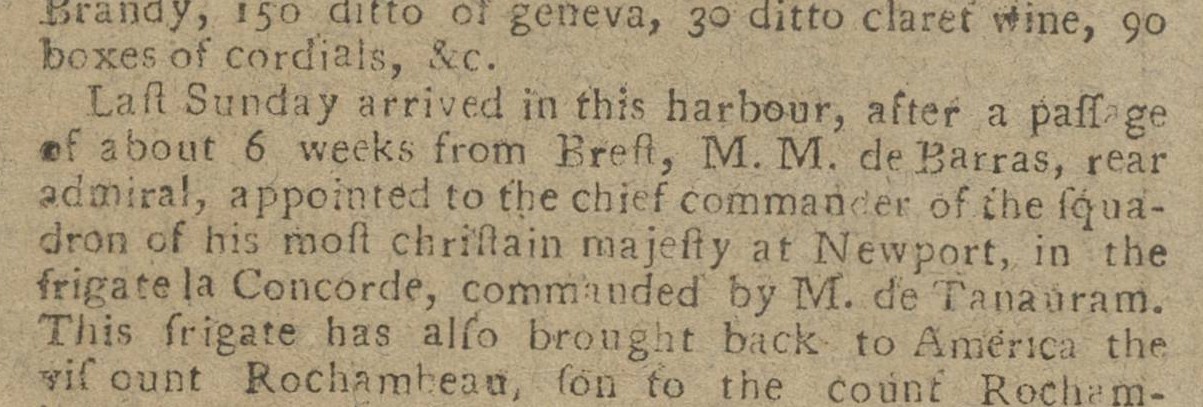 Brandy, 150 ditto of geneva, 30 ditto claret wine, 90
boxes of cordials, &c.
Laſt Sunday arrived in this harbour, after a paſſage
of about 6 weeks from Breſt, M. M. de Barras, rear
admiral, appointed to the chief commander of the ſqua-
dron of his moſt chriſtain majeſty at Newport, in the
frigate la Concorde, commanded by M. de Tanauram.
This frigate has alſo brought back to America the
viſ ount Rochambeau, ſon to the count Rocham-